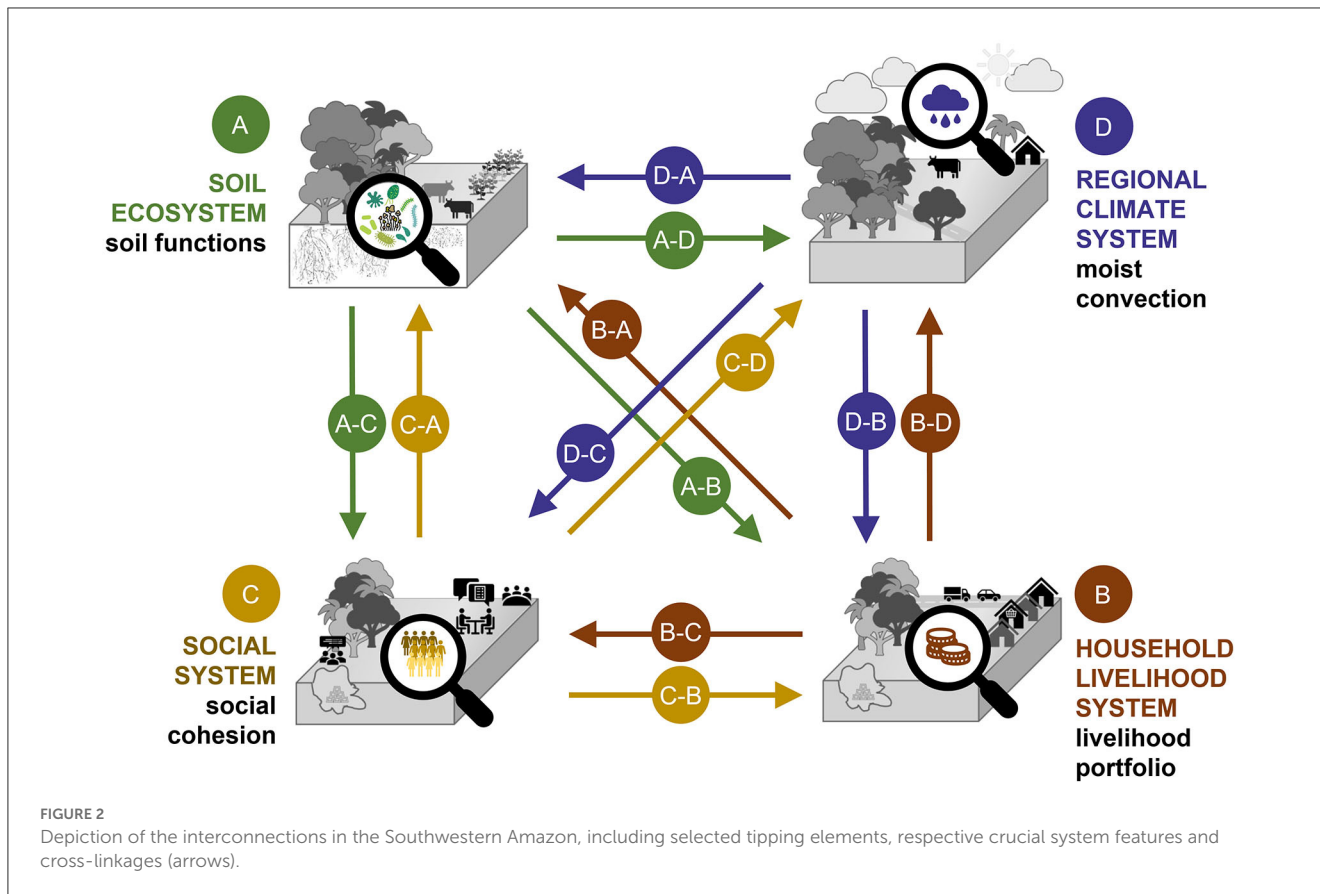 A
SOIL
ECOSYSTEM
soil functions
D
REGIONAL
CLIMATE
SYSTEM
moist
convection
D-A
A-D
B-A
C-D
A-C
C-A
D-B
B-D
D-C
A-B
C
SOCIAL
SYSTEM
social
cohesion
B-C
C-B
B
HOUSEHOLD
LIVELIHOOD
SYSTEM
livelihood
portfolio
FIGURE 2
Depiction of the interconnections in the Southwestern Amazon, including selected tipping elements, respective crucial system features and
cross-linkages (arrows).